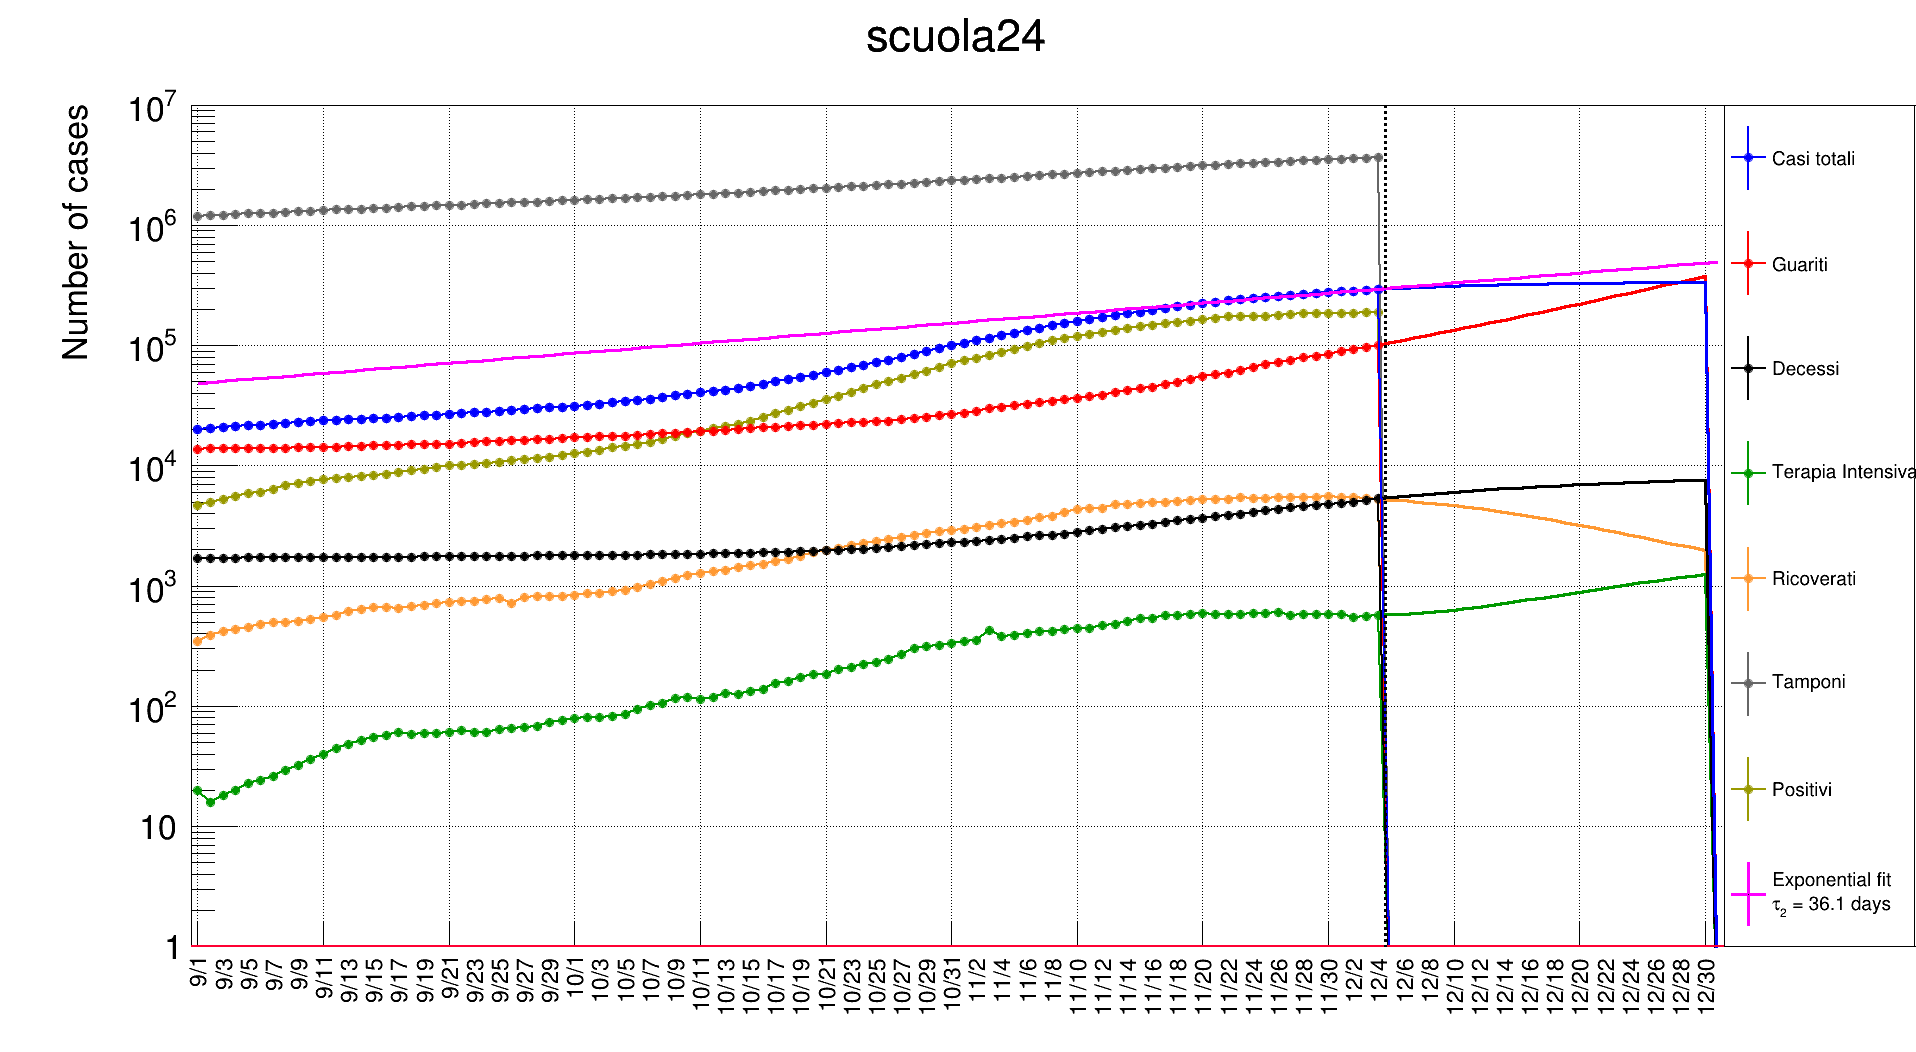 scuola24
Number of cases
10^7
10^6
10^5
10^4
10^3
10^2
10
1
9/1 9/3 9/5 9/7 9/9 9/11 9/13 9/15 9/17 9/19 9/21 9/23 9/25 9/27 9/29 10/1 10/3 10/5 10/7 10/9 10/11 10/13 10/15 10/17 10/19 10/21 10/23 10/25 10/27 10/29 10/31 11/2 11/4 11/6 11/8 11/10 11/12 11/14 11/16 11/18 11/20 11/22 11/24 11/26 11/28 11/30 12/2 12/4 12/6 12/8 12/10 12/12 12/14 12/16 12/18 12/20 12/22 12/24 12/26 12/28 12/30
Casi totali
Guariti
Decessi
Terapia Intensiva
Ricoverati
Tamponi
Positivi
Exponential fit
τ₂ = 36.1 days